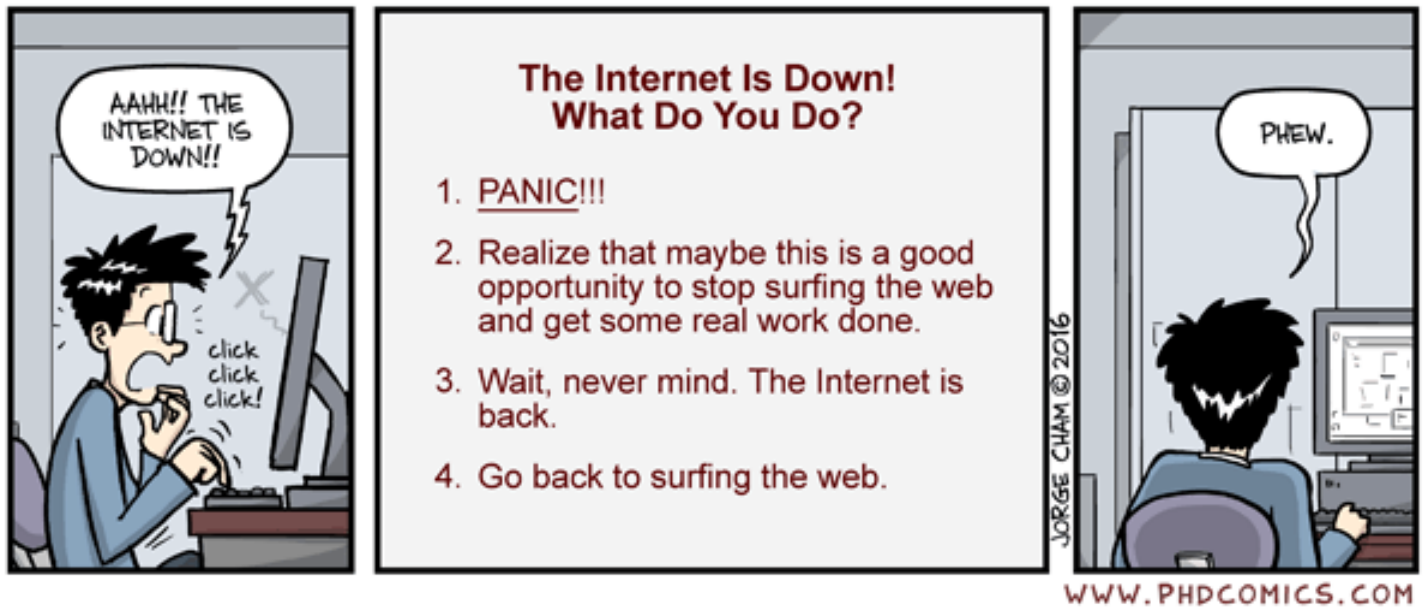 AAHH!! THE
INTERNET IS
DOWN!!
click
click
click!
The Internet Is Down!
What Do You Do?
1. PANIC!!!
2. Realize that maybe this is a good
opportunity to stop surfing the web
and get some real work done.
3. Wait, never mind. The Internet is
back.
4. Go back to surfing the web.
JORGE CHAM © 2016
PHEW.
WWW.PHDCOMICS.COM